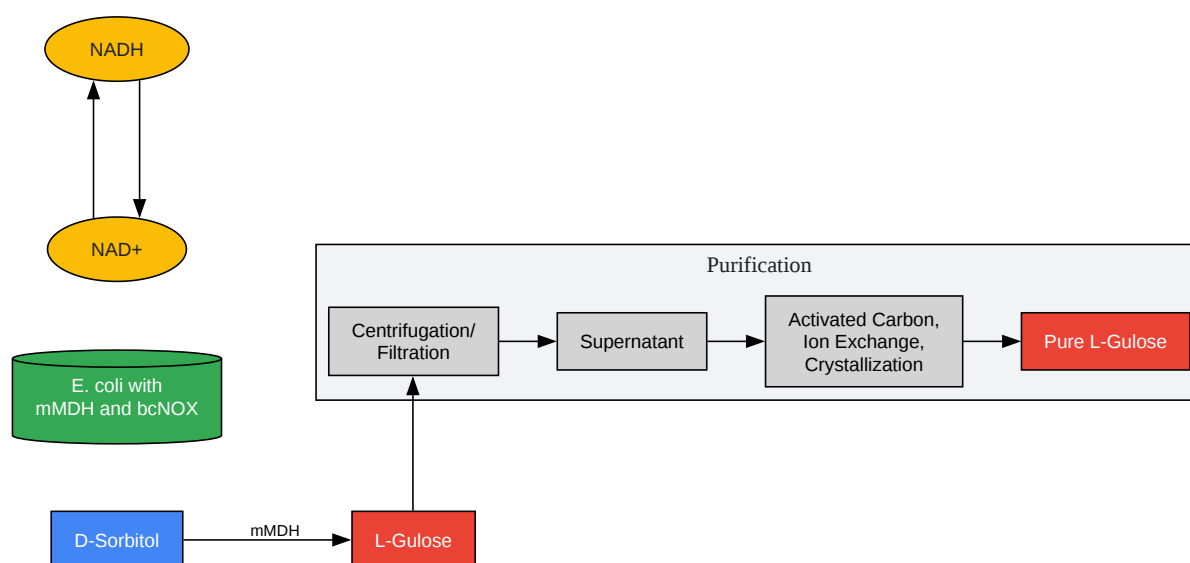 NADH
NAD+
Purification
Centrifugation/
Filtration
Supernatant
Activated Carbon,
Ion Exchange,
Crystallization
Pure L-Gulose
E. coli with
mMDH and bcNOX
D-Sorbitol
mMDH
L-Gulose